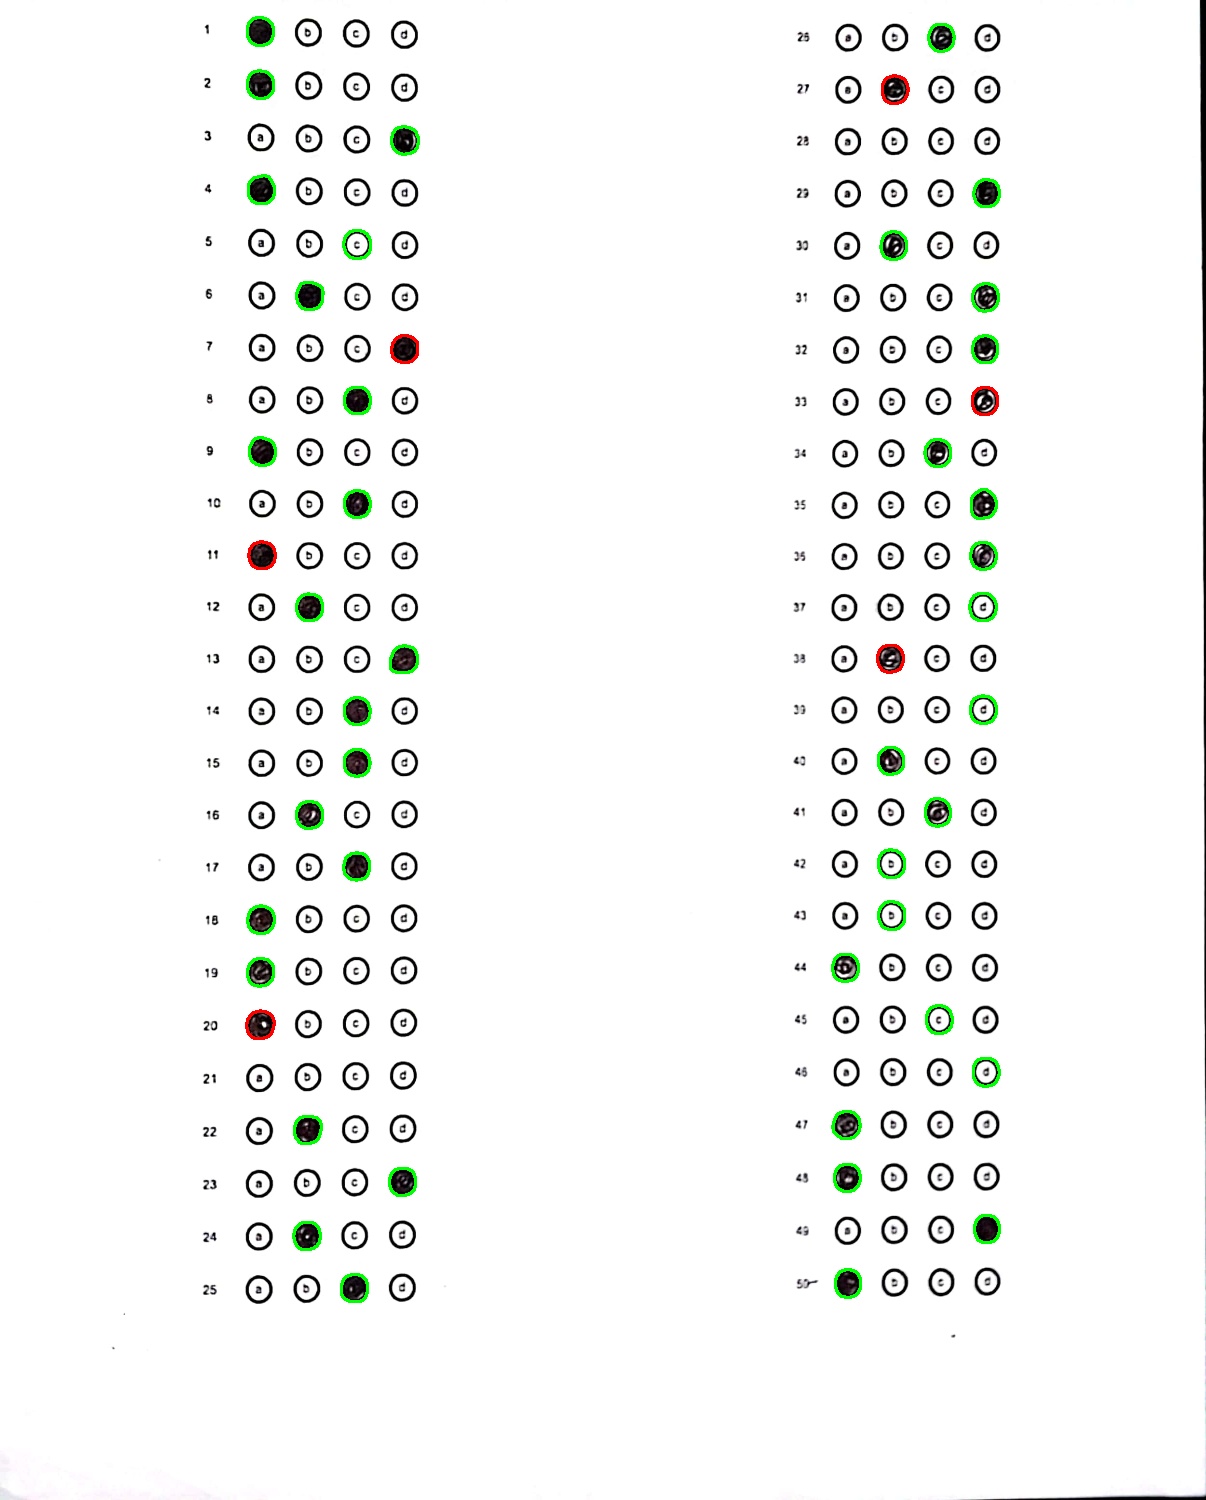 1 b c d
2 b c d
3 a b c
4 b c d
5 a b c d
6 a c d
7 a b c
8 a b d
9 b c d
10 a b d
11 b c d
12 a c d
13 a b c
14 a b d
15 a b d
16 a c d
17 a b d
18 b c d
19 b c d
20 b c d
21 a b c d
22 a c d
23 a b c
24 a c d
25 a b d
26 a b d
27 a c d
28 a b c d
29 a b c
30 a c d
31 a b c
32 a b c
33 a b c
34 a b d
35 a b c
36 a b c
37 a b c d
38 a c d
39 a b c d
40 a c d
41 a b d
42 a b c d
43 a b c d
44 b c d
45 a b c d
46 a b c d
47 b c d
48 b c d
49 a b c
50 b c d